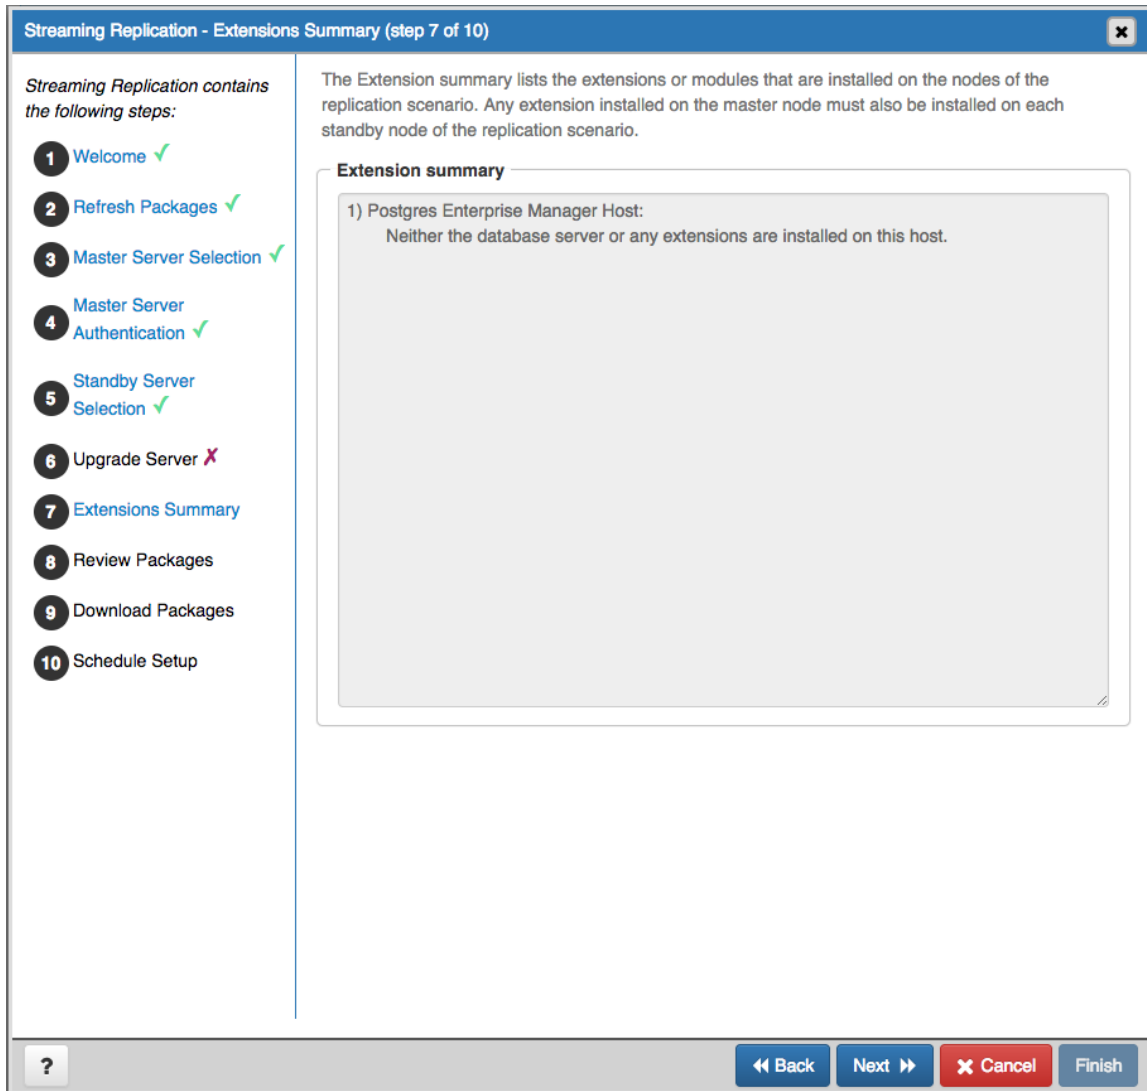 Streaming Replication - Extensions Summary (step 7 of 10)
Streaming Replication contains
the following steps:
1 Welcome ✓
2 Refresh Packages ✓
3 Master Server Selection ✓
4 Master Server
Authentication ✓
5 Standby Server
Selection ✓
6 Upgrade Server ✗
7 Extensions Summary
8 Review Packages
9 Download Packages
10 Schedule Setup
The Extension summary lists the extensions or modules that are installed on the nodes of the
replication scenario. Any extension installed on the master node must also be installed on each
standby node of the replication scenario.
Extension summary
1) Postgres Enterprise Manager Host:
Neither the database server or any extensions are installed on this host.
? Back Next Cancel Finish